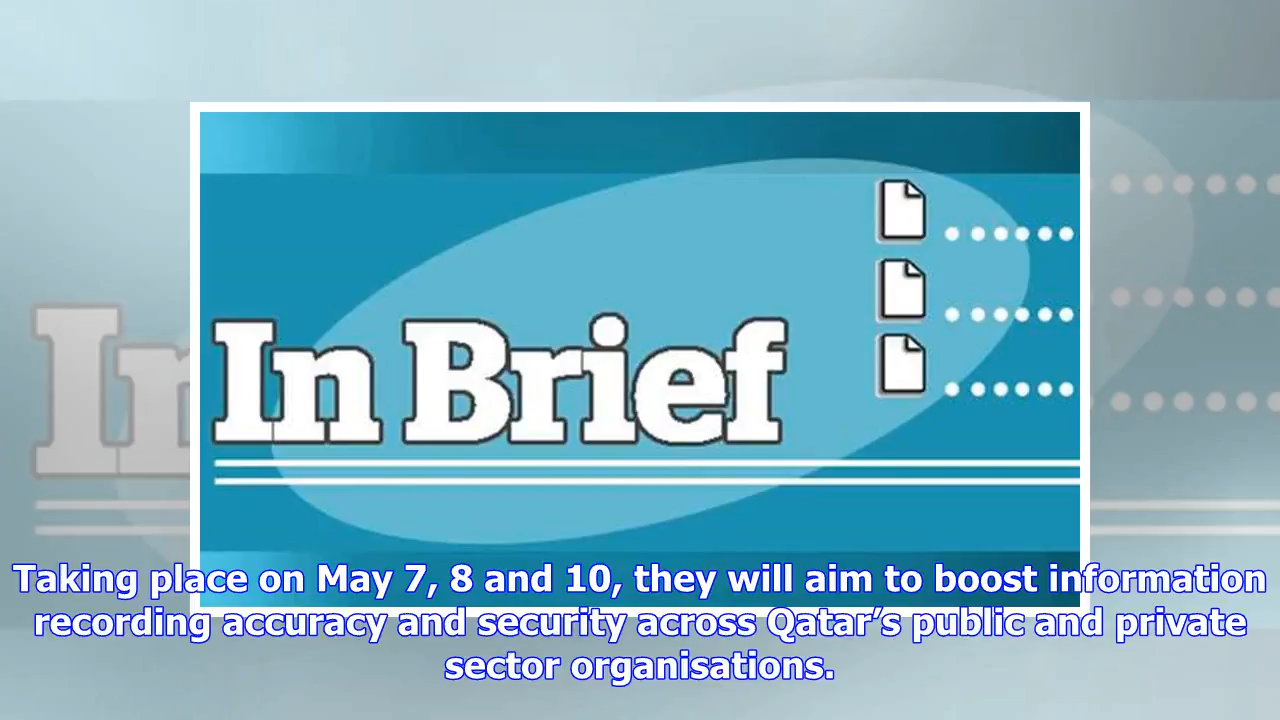 In Brief
Taking place on May 7, 8 and 10, they will aim to boost information
recording accuracy and security across Qatar’s public and private
sector organisations.